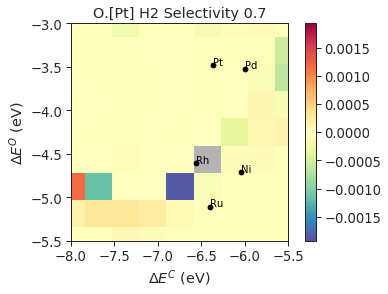 O.[Pt] H2 Selectivity 0.7
−3.0
−3.5
−4.0
−4.5
−5.0
−5.5
ΔE^O (eV)
Pt
Pd
Rh
Ni
Ru
−8.0 −7.5 −7.0 −6.5 −6.0 −5.5
ΔE^C (eV)
0.0015
0.0010
0.0005
0.0000
−0.0005
−0.0010
−0.0015